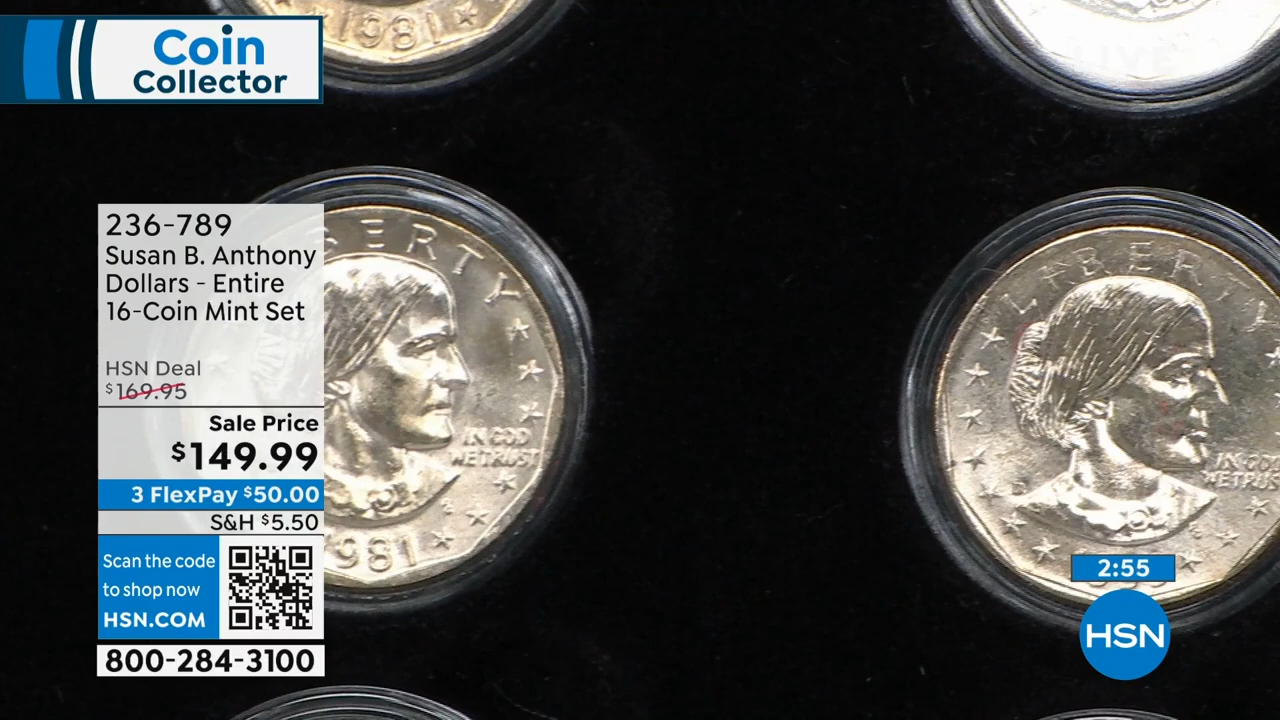 Coin
Collector
1981
236-789
Susan B. Anthony
Dollars - Entire
16-Coin Mint Set
HSN Deal
$169.95
Sale Price
$149.99
3 FlexPay $50.00
S&H $5.50
Scan the code
to shop now
HSN.COM
800-284-3100
ERTY
IN GOD
WE TRUST
981
LIBERTY
IN GOD
WE TRUST
2:55
HSN